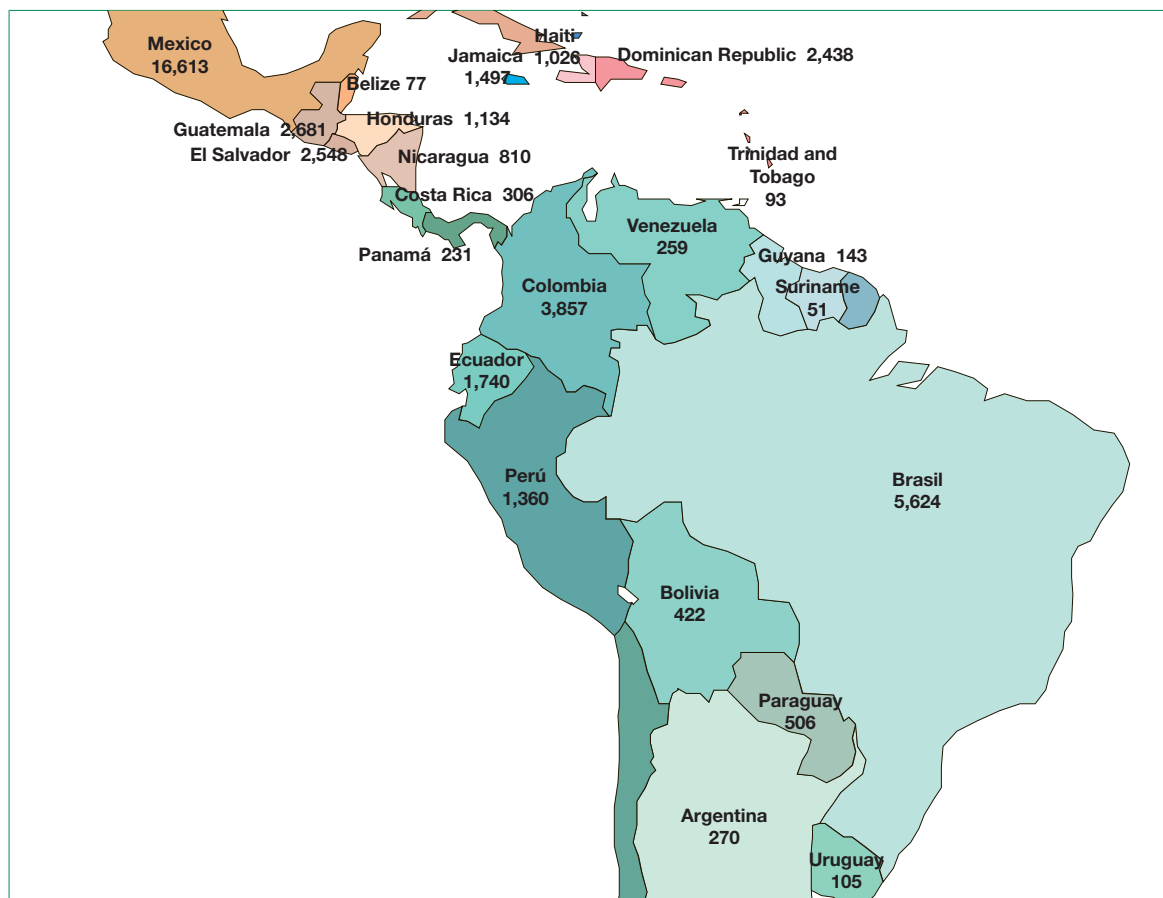 Mexico
16,613
Haiti
1,026
Jamaica
1,497
Dominican Republic 2,438
Belize 77
Honduras 1,134
Guatemala 2,681
El Salvador 2,548
Nicaragua 810
Trinidad and
Tobago
93
Costa Rica 306
Panamá 231
Venezuela
259
Guyana 143
Suriname
51
Colombia
3,857
Ecuador
1,740
Perú
1,360
Brasil
5,624
Bolivia
422
Paraguay
506
Argentina
270
Uruguay
105